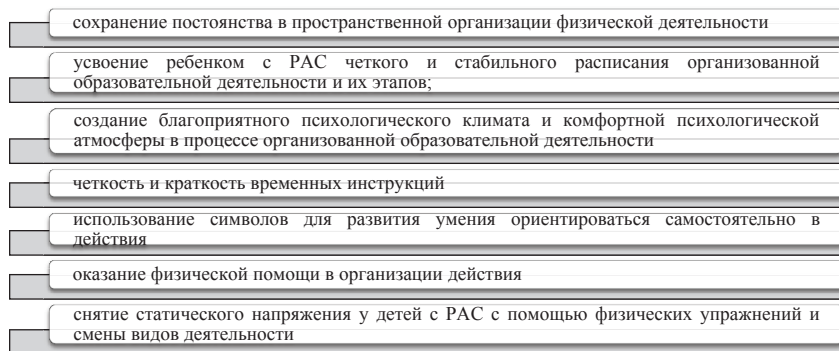 сохранение постоянства в пространственной организации физической деятельности
усвоение ребенком с РАС четкого и стабильного расписания организованной
образовательной деятельности и их этапов;
создание благоприятного психологического климата и комфортной психологической
атмосферы в процессе организованной образовательной деятельности
четкость и краткость временных инструкций
использование символов для развития умения ориентироваться самостоятельно в
действия
оказание физической помощи в организации действия
снятие статического напряжения у детей с РАС с помощью физических упражнений и
смены видов деятельности